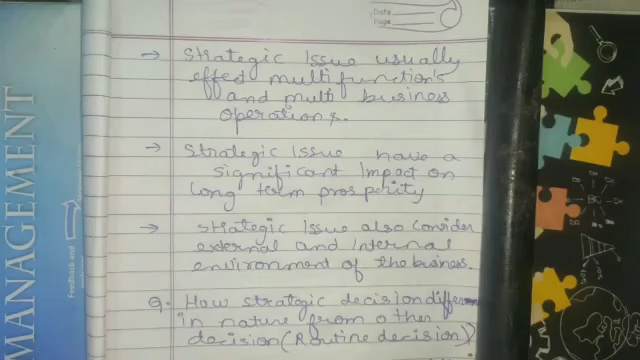 Date
Page
→ Strategic Issue usually
effect multifunction's
and multi business
operations.
→ Strategic Issue have a
significant Impact on
long term prosperity
→ Strategic Issue also consider
external and internal
environment of the business.
Q. How strategic decision differ
in nature from other
decision (Routine decision)
MANAGEMENT
Feedback and